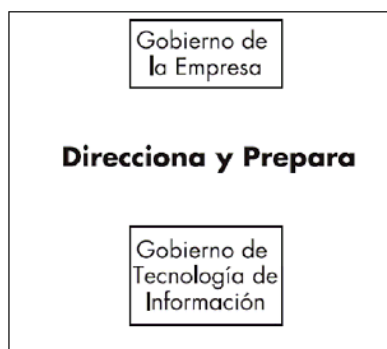 Gobierno de
la Empresa
Direcciona y Prepara
Gobierno de
Tecnología de
Información